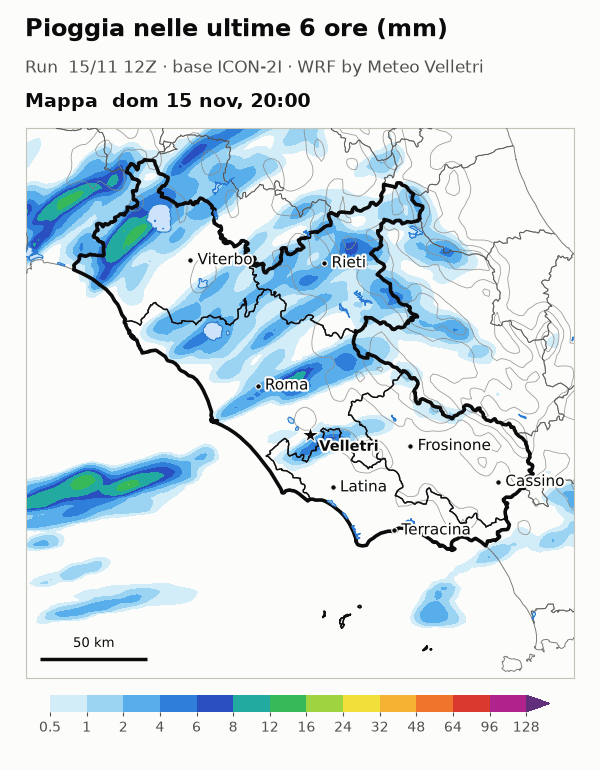 Pioggia nelle ultime 6 ore (mm)
Run  15/11 12Z · base ICON-2I · WRF by Meteo Velletri
Mappa  dom 15 nov, 20:00
Viterbo
Rieti
Roma
Velletri
Frosinone
Latina
Cassino
Terracina
50 km
0.5 1 2 4 6 8 12 16 24 32 48 64 96 128